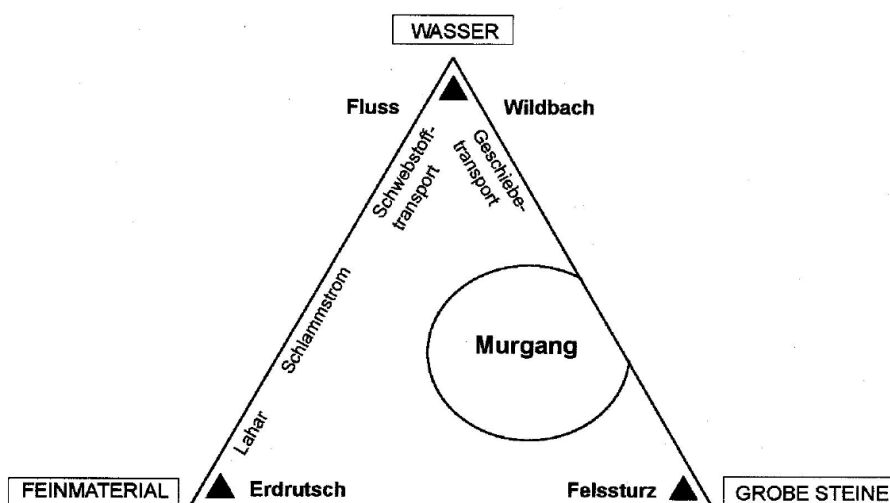 WASSER
Fluss
Wildbach
Schwebstoff-
transport
Geschiebe-
transport
Schlammstrom
Murgang
Lahar
FEINMATERIAL
Erdrutsch
Felssturz
GROBE STEINE